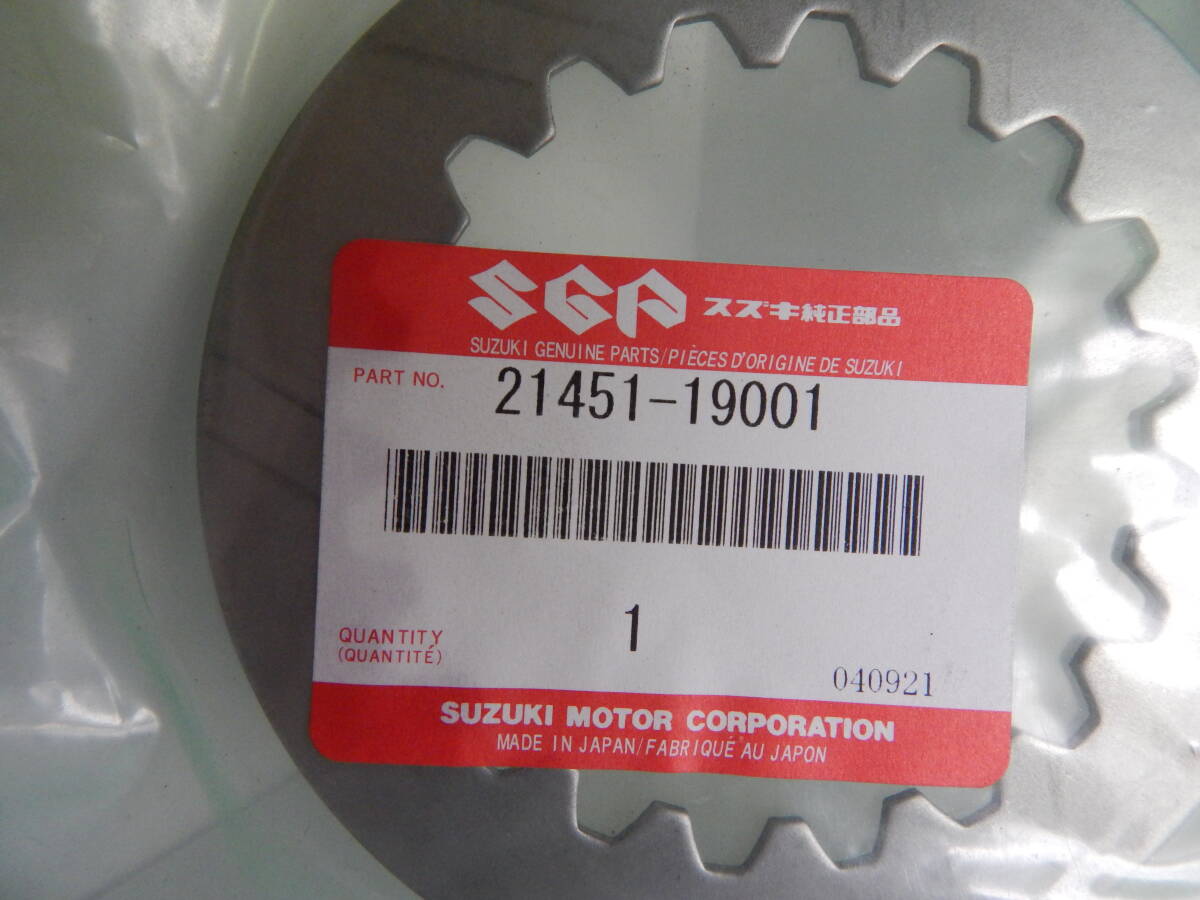 SGP スズキ純正部品
SUZUKI GENUINE PARTS/PIÈCES D'ORIGINE DE SUZUKI
PART NO. 21451-19001
QUANTITY 1
(QUANTITÉ)
040921
SUZUKI MOTOR CORPORATION
MADE IN JAPAN/FABRIQUÉ AU JAPON